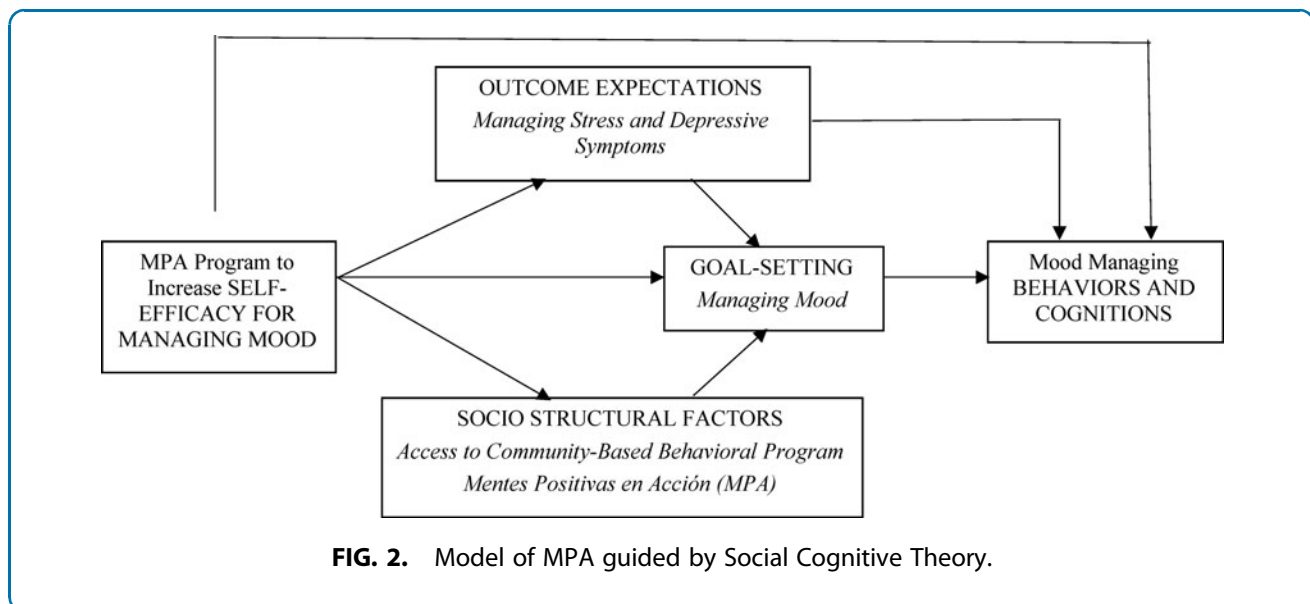 OUTCOME EXPECTATIONS
Managing Stress and Depressive
Symptoms
MPA Program to
Increase SELF-
EFFICACY FOR
MANAGING MOOD
GOAL-SETTING
Managing Mood
Mood Managing
BEHAVIORS AND
COGNITIONS
SOCIO STRUCTURAL FACTORS
Access to Community-Based Behavioral Program
Mentes Positivas en Acción (MPA)
FIG. 2. Model of MPA guided by Social Cognitive Theory.